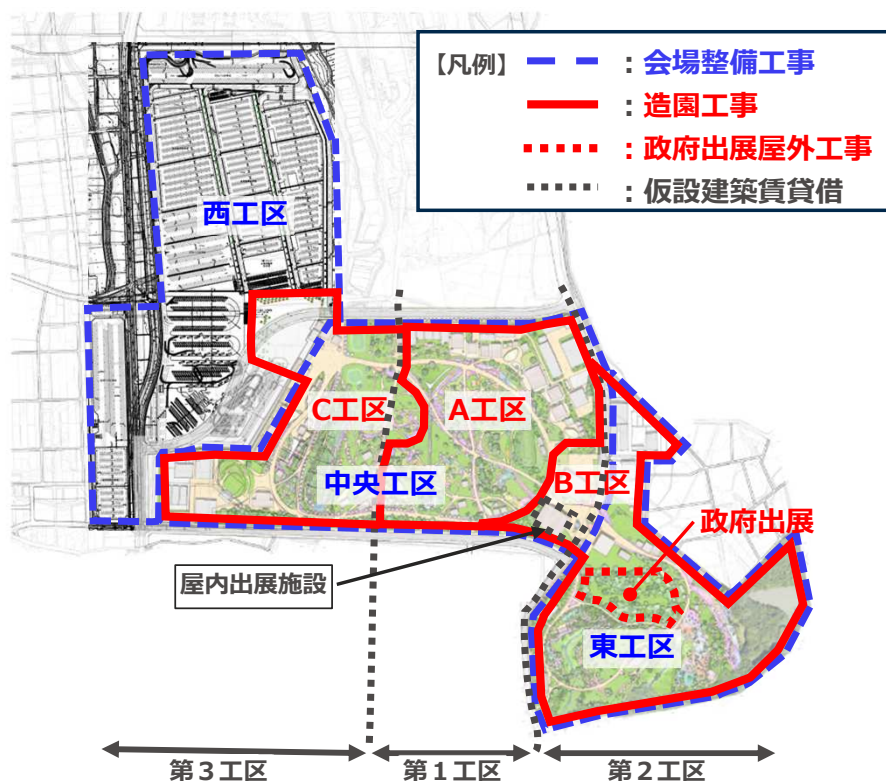 【凡例】
：会場整備工事
：造園工事
：政府出展屋外工事
：仮設建築賃貸借
西工区
C工区
A工区
中央工区
B工区
政府出展
屋内出展施設
東工区
第３工区
第１工区
第２工区